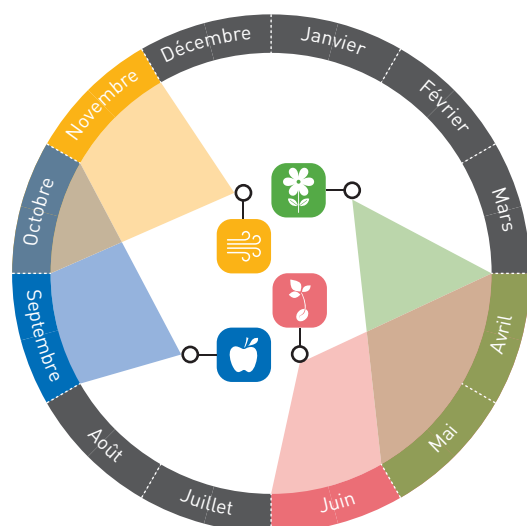 Janvier
Février
Mars
Avril
Mai
Juin
Juillet
Août
Septembre
Octobre
Novembre
Décembre